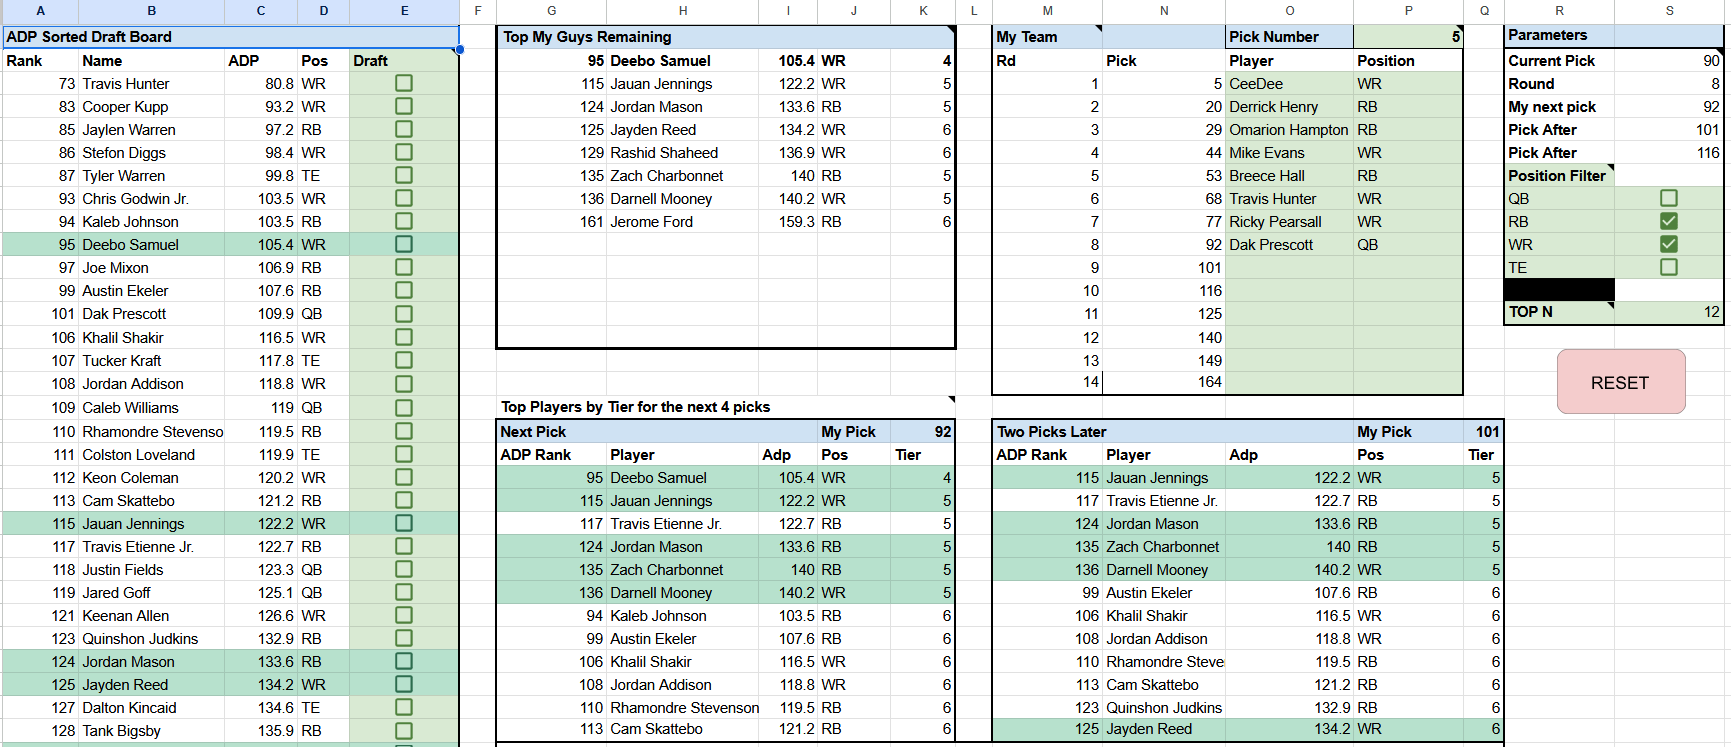 A B C D E F G H I J K L M N O P Q R S
ADP Sorted Draft Board
Rank Name ADP Pos Draft
73 Travis Hunter 80.8 WR
83 Cooper Kupp 93.2 WR
85 Jaylen Warren 97.2 RB
86 Stefon Diggs 98.4 WR
87 Tyler Warren 99.8 TE
93 Chris Godwin Jr. 103.5 WR
94 Kaleb Johnson 103.5 RB
95 Deebo Samuel 105.4 WR
97 Joe Mixon 106.9 RB
99 Austin Ekeler 107.6 RB
101 Dak Prescott 109.9 QB
106 Khalil Shakir 116.5 WR
107 Tucker Kraft 117.8 TE
108 Jordan Addison 118.8 WR
109 Caleb Williams 119 QB
110 Rhamondre Stevenso 119.5 RB
111 Colston Loveland 119.9 TE
112 Keon Coleman 120.2 WR
113 Cam Skattebo 121.2 RB
115 Jauan Jennings 122.2 WR
117 Travis Etienne Jr. 122.7 RB
118 Justin Fields 123.3 QB
119 Jared Goff 125.1 QB
121 Keenan Allen 126.6 WR
123 Quinshon Judkins 132.9 RB
124 Jordan Mason 133.6 RB
125 Jayden Reed 134.2 WR
127 Dalton Kincaid 134.6 TE
128 Tank Bigsby 135.9 RB
Top My Guys Remaining
95 Deebo Samuel 105.4 WR 4
115 Jauan Jennings 122.2 WR 5
124 Jordan Mason 133.6 RB 5
125 Jayden Reed 134.2 WR 6
129 Rashid Shaheed 136.9 WR 6
135 Zach Charbonnet 140 RB 5
136 Darnell Mooney 140.2 WR 5
161 Jerome Ford 159.3 RB 6
My Team Pick Number 5
Rd Pick Player Position
1 5 CeeDee WR
2 20 Derrick Henry RB
3 29 Omarion Hampton RB
4 44 Mike Evans WR
5 53 Breece Hall RB
6 68 Travis Hunter WR
7 77 Ricky Pearsall WR
8 92 Dak Prescott QB
9 101
10 116
11 125
12 140
13 149
14 164
Parameters
Current Pick 90
Round 8
My next pick 92
Pick After 101
Pick After 116
Position Filter
QB
RB
WR
TE
TOP N 12
RESET
Top Players by Tier for the next 4 picks
Next Pick My Pick 92
ADP Rank Player Adp Pos Tier
95 Deebo Samuel 105.4 WR 4
115 Jauan Jennings 122.2 WR 5
117 Travis Etienne Jr. 122.7 RB 5
124 Jordan Mason 133.6 RB 5
135 Zach Charbonnet 140 RB 5
136 Darnell Mooney 140.2 WR 5
94 Kaleb Johnson 103.5 RB 6
99 Austin Ekeler 107.6 RB 6
106 Khalil Shakir 116.5 WR 6
108 Jordan Addison 118.8 WR 6
110 Rhamondre Stevenson 119.5 RB 6
113 Cam Skattebo 121.2 RB 6
Two Picks Later My Pick 101
ADP Rank Player Adp Pos Tier
115 Jauan Jennings 122.2 WR 5
117 Travis Etienne Jr. 122.7 RB 5
124 Jordan Mason 133.6 RB 5
135 Zach Charbonnet 140 RB 5
136 Darnell Mooney 140.2 WR 5
99 Austin Ekeler 107.6 RB 6
106 Khalil Shakir 116.5 WR 6
108 Jordan Addison 118.8 WR 6
110 Rhamondre Steve 119.5 RB 6
113 Cam Skattebo 121.2 RB 6
123 Quinshon Judkins 132.9 RB 6
125 Jayden Reed 134.2 WR 6